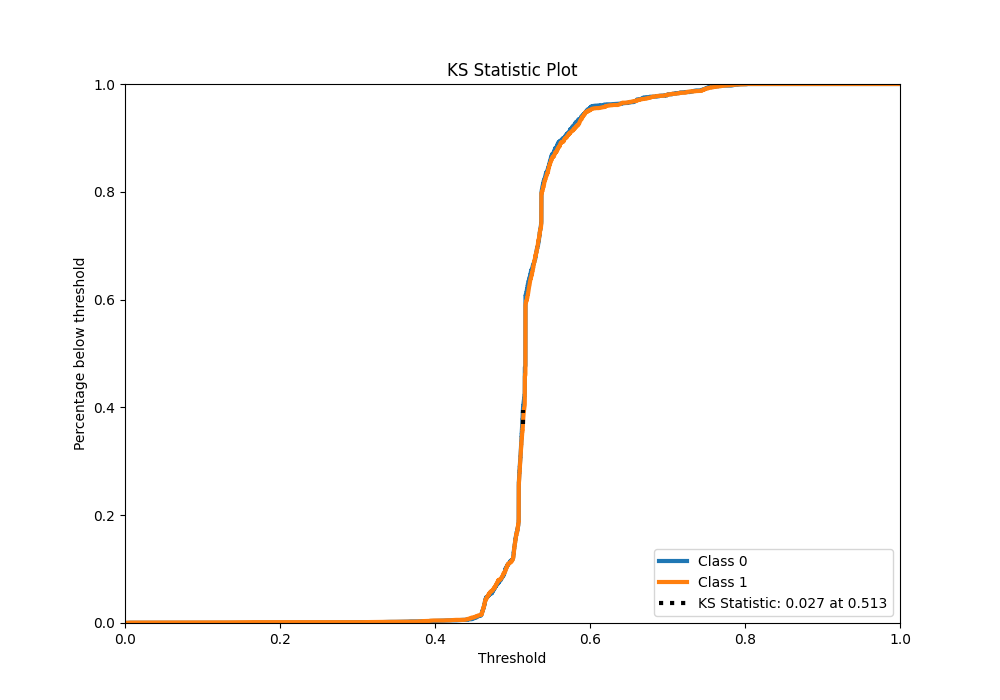 KS Statistic Plot
1.0
0.8
0.6
0.4
0.2
0.0
Percentage below threshold
0.0 0.2 0.4 0.6 0.8 1.0
Threshold
Class 0
Class 1
KS Statistic: 0.027 at 0.513